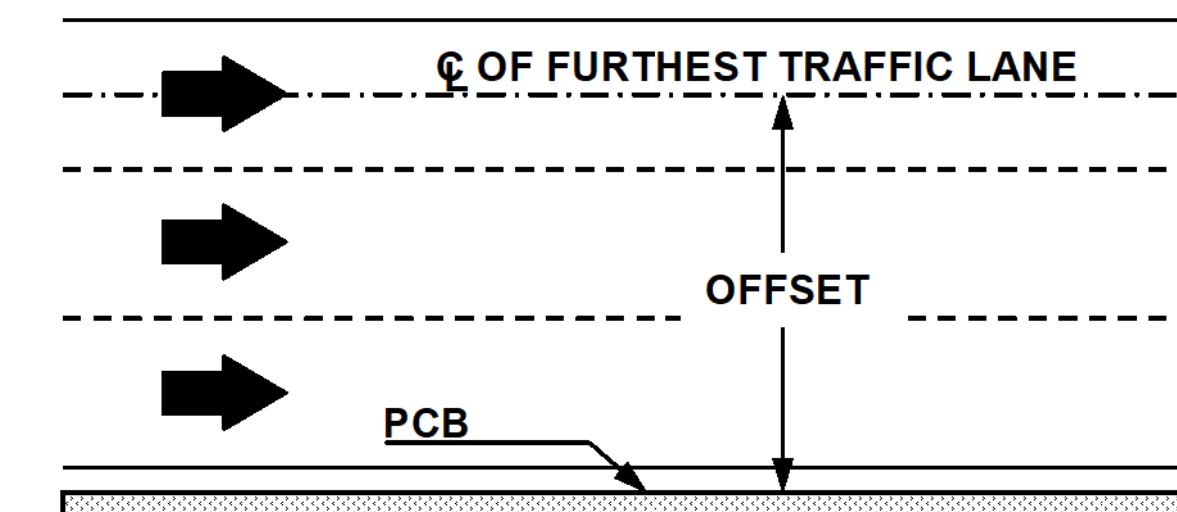 ℄ OF FURTHEST TRAFFIC LANE
OFFSET
PCB